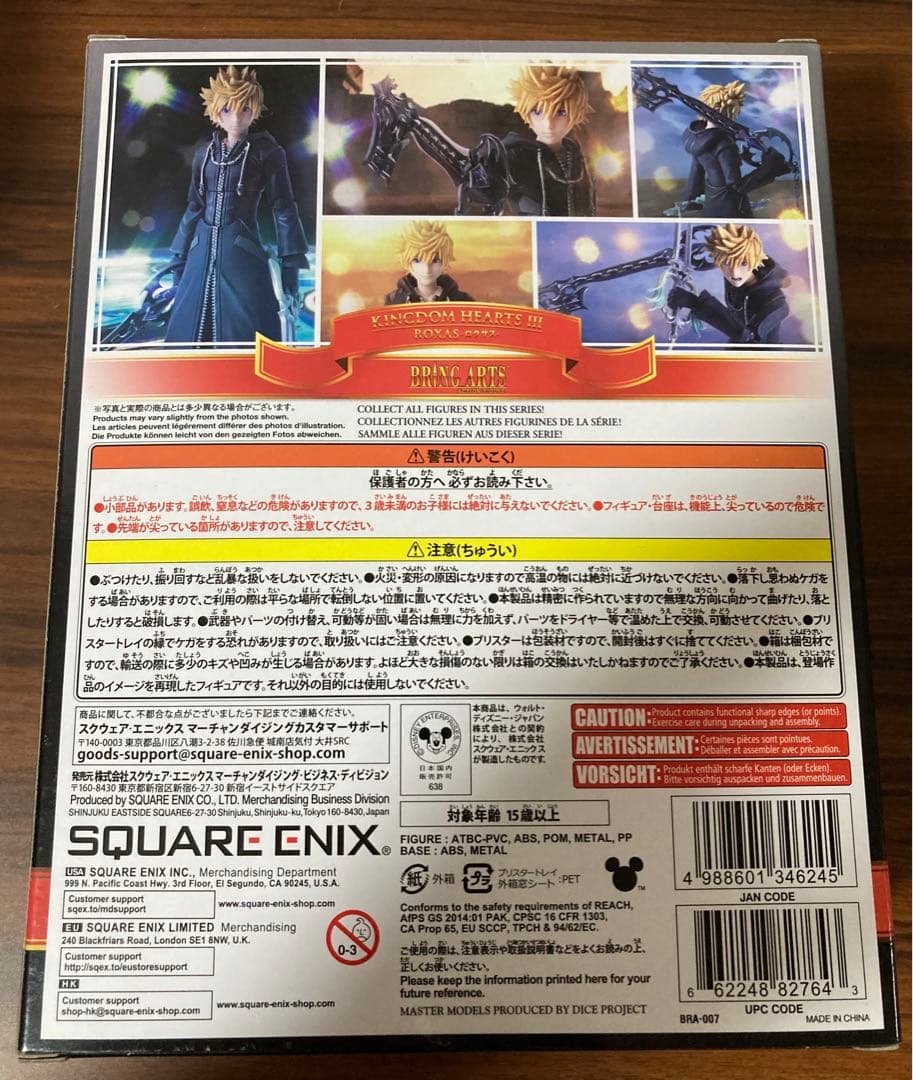 KINGDOM HEARTS III
ROXAS -ロクサス-
BRING ARTS
※写真と実際の商品とは多少異なる場合がございます。
Products may vary slightly from the photos shown.
Les articles peuvent légèrement différer des photos d'illustration.
Die Produkte können leicht von den gezeigten Fotos abweichen.
COLLECT ALL FIGURES IN THIS SERIES!
COLLECTIONNEZ LES AUTRES FIGURINES DE LA SÉRIE!
SAMMLE ALLE FIGUREN AUS DIESER SERIE!
⚠警告(けいこく)
保護者の方へ 必ずお読み下さい。
●小部品があります。誤飲、窒息などの危険がありますので、3歳未満のお子様には絶対に与えないでください。●フィギュア・台座は、機能上、尖っているので危険で
す。●先端が尖っている箇所がありますので、注意してください。
⚠注意(ちゅうい)
●ぶつけたり、振り回すなど乱暴な扱いをしないでください。●火災・変形の原因になりますので高温の物には絶対に近づけないでください。●落下し思わぬケガを
する場合がありますので、ご利用の際は平らな場所で転倒しない位置に置いてください。●本製品は精密に作られていますので無理な方向に向かって曲げたり、落と
したりすると破損します。●武器やパーツの付け替え、可動等が固い場合は無理に力を加えず、パーツをドライヤー等で温めた上で交換、可動させてください。●ブリ
スタートレイの縁でケガをする恐れがありますので、取り扱いにはご注意ください。●ブリスターは包装材ですので、開封後はすぐに捨ててください。●箱は梱包材で
すので、輸送の際に多少のキズや凹みが生じる場合があります。よほど大きな損傷のない限りは箱の交換はいたしかねますのでご了承ください。●本製品は、登場作
品のイメージを再現したフィギュアです。それ以外の目的には使用しないでください。
商品に関して、不都合な点がございましたら下記までご連絡ください。
スクウェア・エニックス マーチャンダイジングカスタマーサポート
〒140-0003 東京都品川区八潮3-2-38 佐川急便 城南店気付 大井SRC
goods-support@square-enix.com
発売元 株式会社スクウェア・エニックス マーチャンダイジング・ビジネス・ディビジョン
〒160-8430 東京都新宿区新宿6-27-30 新宿イーストサイドスクエア
Produced by SQUARE ENIX CO., LTD. Merchandising Business Division
SHINJUKU EASTSIDE SQUARE6-27-30 Shinjuku, Shinjuku-ku, Tokyo 160-8430, Japan
SQUARE ENIX®
USA SQUARE ENIX INC., Merchandising Department
999 N. Pacific Coast Hwy. 3rd Floor, El Segundo, CA 90245, U.S.A.
Customer support
sqex.to/mdsupport
www.square-enix-shop.com
EU SQUARE ENIX LIMITED Merchandising
240 Blackfriars Road, London SE1 8NW, U.K.
Customer support
http://sqex.to/eustoresupport
HK
Customer support
shop-hk@square-enix-shop.com
www.square-enix-shop.com
0-3
©DISNEY ENTERPRISES, INC.
日本国内
販売許可
638
本商品は、ウォルト・
ディズニー・ジャパン
株式会社との契約
により、株式会社
スクウェア・エニックス
が製造したものです。
対象年齢 15歳以上
FIGURE : ATBC-PVC, ABS, POM, METAL, PP
BASE : ABS, METAL
紙 外箱
プラ
ブリスタートレイ
外箱窓シート :PET
TM
Conforms to the safety requirements of REACH,
AfPS GS 2014:01 PAK, CPSC 16 CFR 1303,
CA Prop 65, EU SCCP, TPCH & 94/62/EC.
ご使用の際は、注意表示や取扱説明書などをよくお読みの上、
正しくお使いください。
Please keep the information printed here for your
future reference.
MASTER MODELS PRODUCED BY DICE PROJECT
CAUTION
•Product contains functional sharp edges (or points).
•Exercise care during unpacking and assembly.
AVERTISSEMENT
•Certaines pièces sont pointues.
•Déballer et assembler avec précaution.
VORSICHT
•Produkt enthält scharfe Kanten (oder Ecken).
•Bitte vorsichtig auspacken und zusammenbauen.
4 988601 346245
JAN CODE
6 62248 82764 3
UPC CODE
BRA-007
MADE IN CHINA